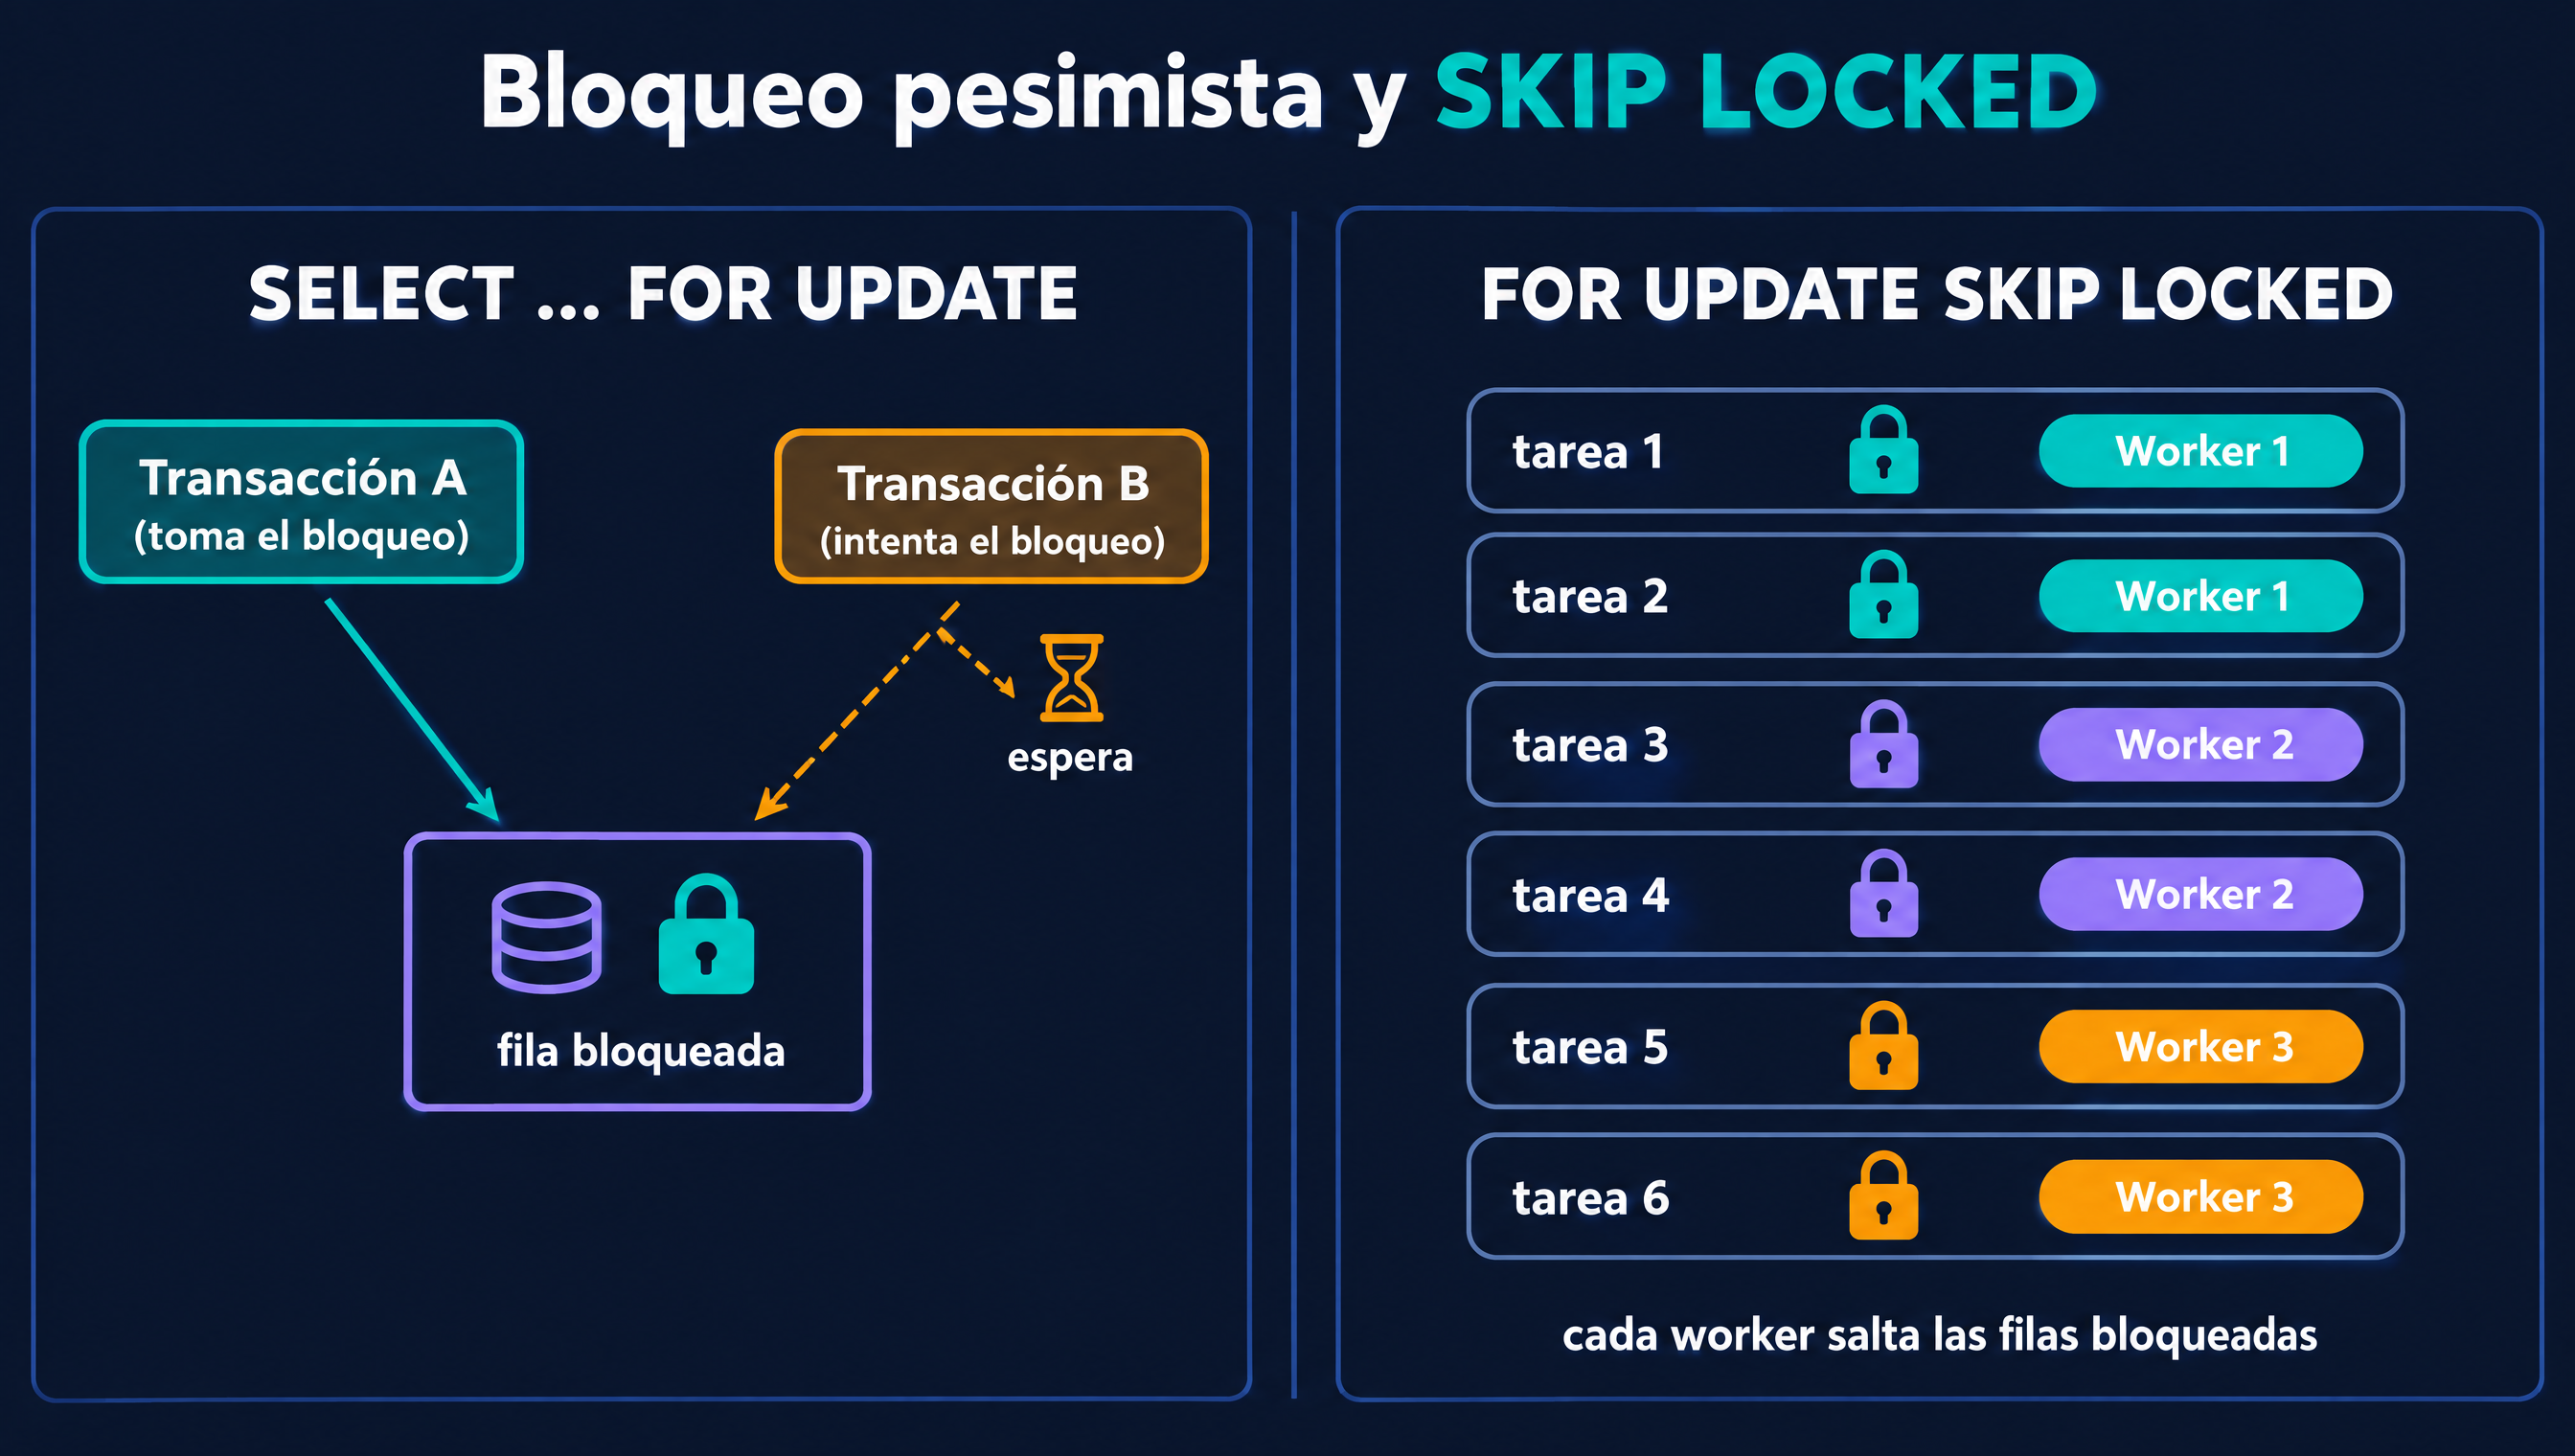 Bloqueo pesimista y SKIP LOCKED
SELECT ... FOR UPDATE
Transacción A
(toma el bloqueo)
Transacción B
(intenta el bloqueo)
espera
fila bloqueada
FOR UPDATE SKIP LOCKED
tarea 1 Worker 1
tarea 2 Worker 1
tarea 3 Worker 2
tarea 4 Worker 2
tarea 5 Worker 3
tarea 6 Worker 3
cada worker salta las filas bloqueadas